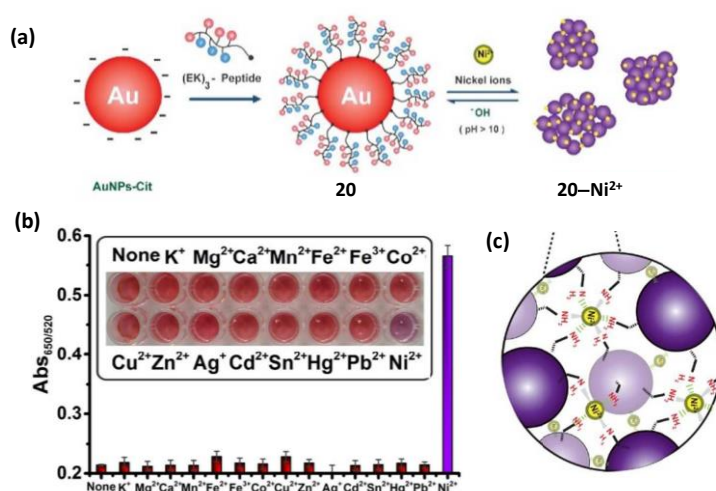 (a)
Au
(EK)₃ - Peptide
AuNPs-Cit
Au
20
Ni²⁺
Nickel ions
⁻OH
( pH > 10 )
20–Ni²⁺
(b)
Abs650/520
0.6
0.5
0.4
0.3
0.2
None K⁺ Mg²⁺Ca²⁺Mn²⁺Fe²⁺ Fe³⁺Co²⁺
Cu²⁺Zn²⁺ Ag⁺ Cd²⁺Sn²⁺Hg²⁺Pb²⁺ Ni²⁺
None K⁺ Mg²⁺Ca²⁺Mn²⁺Fe²⁺Fe³⁺Co²⁺Cu²⁺Zn²⁺ Ag⁺ Cd²⁺Sn²⁺Hg²⁺Pb²⁺Ni²⁺
(c)
Ni²⁺
Ni²⁺
Ni²⁺